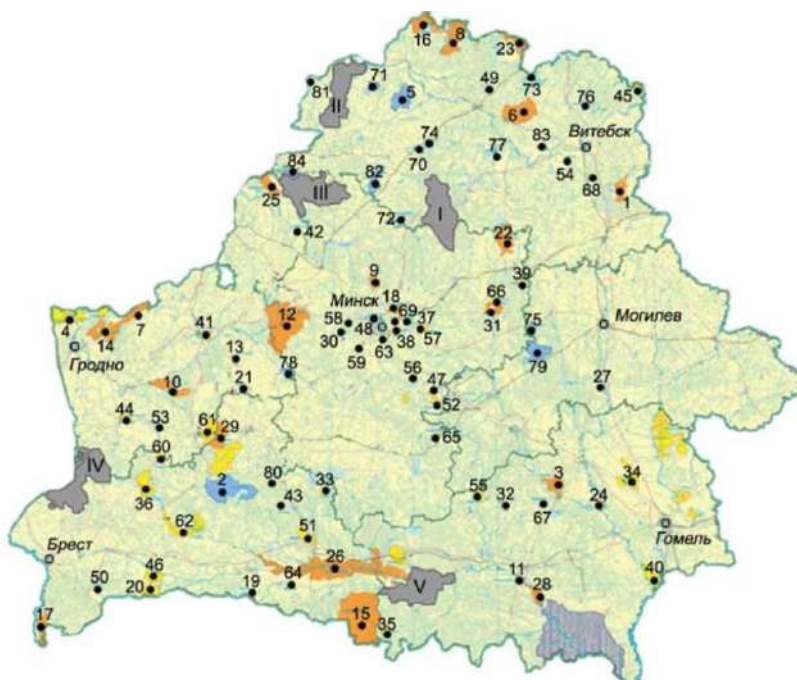 16 8 23
81 71 5 49 73 45
II 6 76
74 83 Витебск
70 77 54
84 82 68
25 III I 1
42 72 22
9 39
Минск 18 66
4 14 7 41 12 58 48 69 37 31 75 Могилев
30 38 57
Гродно 13 59 63 79
10 21 78 56 47 27
44 53 61 29 52
60 65
IV 36 2 80 33 55 3 34
43 32 67 24
62 51 Гомель
Брест 26
50 46 20 19 64 V 11 28 40
17 15 35